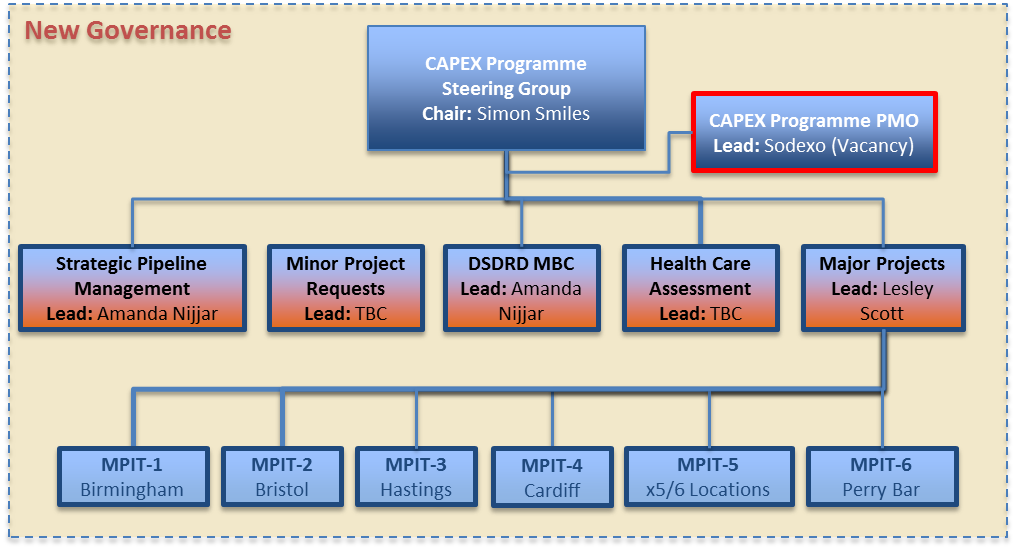 New Governance
CAPEX Programme
Steering Group
Chair: Simon Smiles
CAPEX Programme PMO
Lead: Sodexo (Vacancy)
Strategic Pipeline
Management
Lead: Amanda Nijjar
Minor Project
Requests
Lead: TBC
DSDRD MBC
Lead: Amanda
Nijjar
Health Care
Assessment
Lead: TBC
Major Projects
Lead: Lesley
Scott
MPIT-1
Birmingham
MPIT-2
Bristol
MPIT-3
Hastings
MPIT-4
Cardiff
MPIT-5
x5/6 Locations
MPIT-6
Perry Bar